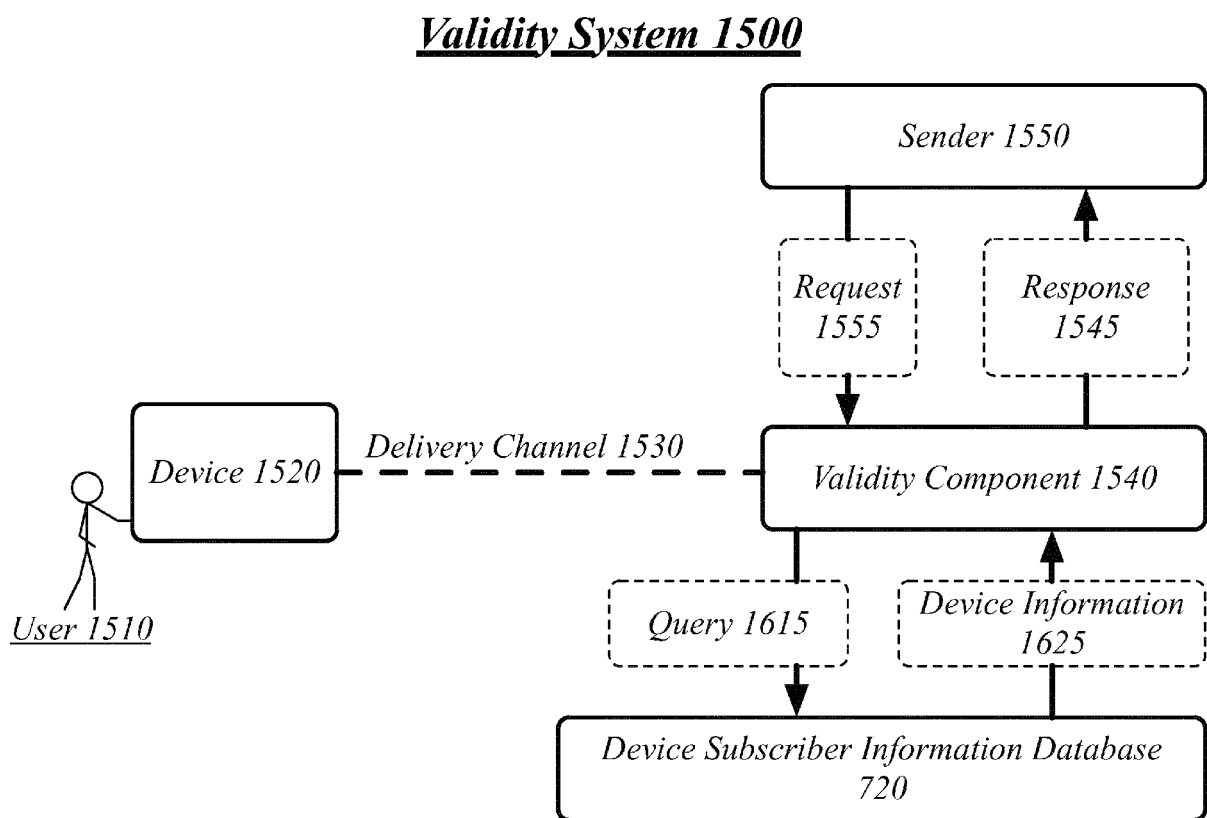 Validity System 1500
Sender 1550
Request
1555
Response
1545
Delivery Channel 1530
Device 1520
Validity Component 1540
User 1510
Query 1615
Device Information
1625
Device Subscriber Information Database
720